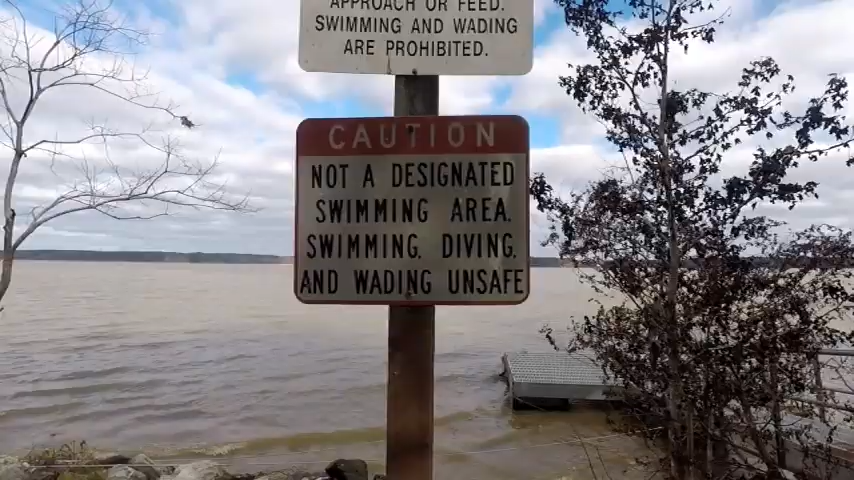 APPROACH OR FEED.
SWIMMING AND WADING
ARE PROHIBITED.
CAUTION
NOT A DESIGNATED
SWIMMING AREA.
SWIMMING, DIVING,
AND WADING UNSAFE